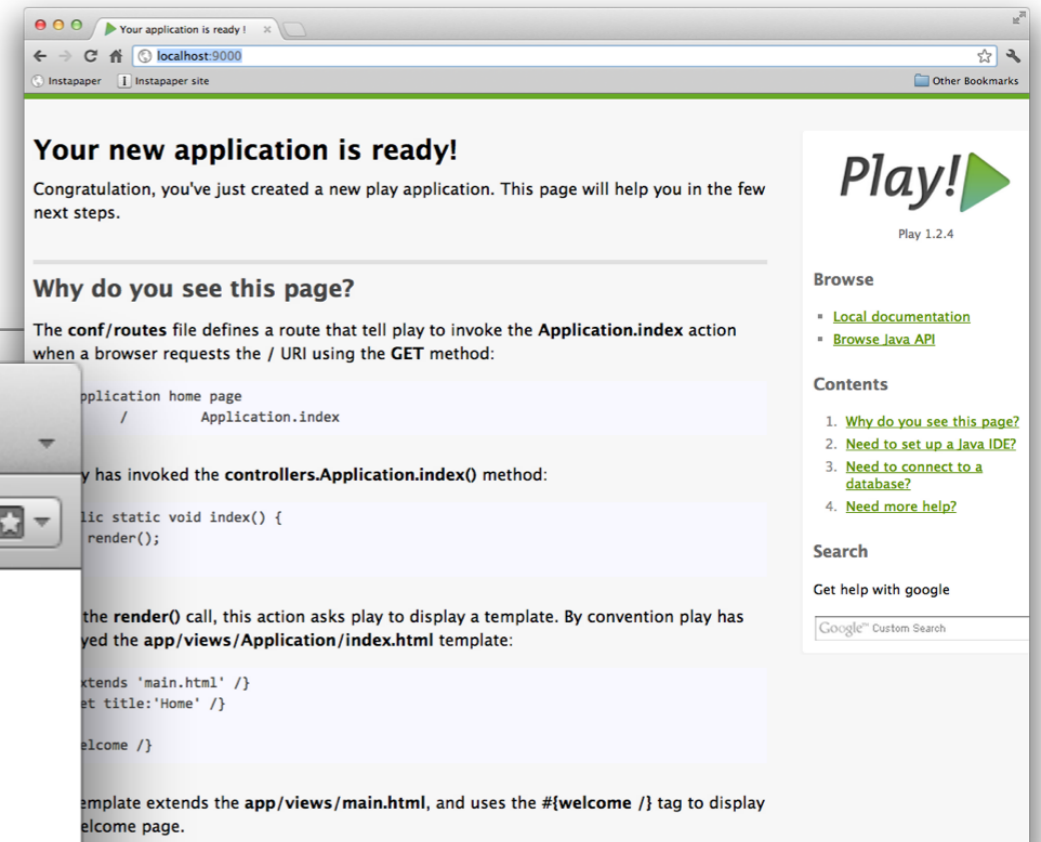 Your application is ready !
localhost:9000
Instapaper
Instapaper site
Other Bookmarks
Your new application is ready!
Congratulation, you've just created a new play application. This page will help you in the few
next steps.
Why do you see this page?
The conf/routes file defines a route that tell play to invoke the Application.index action
when a browser requests the / URI using the GET method:
home page
/ Application.index
has invoked the controllers.Application.index() method:
static void index() {
render();
the render() call, this action asks play to display a template. By convention play has
the app/views/Application/index.html template:
'main.html' /}
title:'Home' /}
/}
extends the app/views/main.html, and uses the #{welcome /} tag to display
page.
Play!
Play 1.2.4
Browse
Local documentation
Browse Java API
Contents
1. Why do you see this page?
2. Need to set up a Java IDE?
3. Need to connect to a
database?
4. Need more help?
Search
Get help with google
Google™ Custom Search